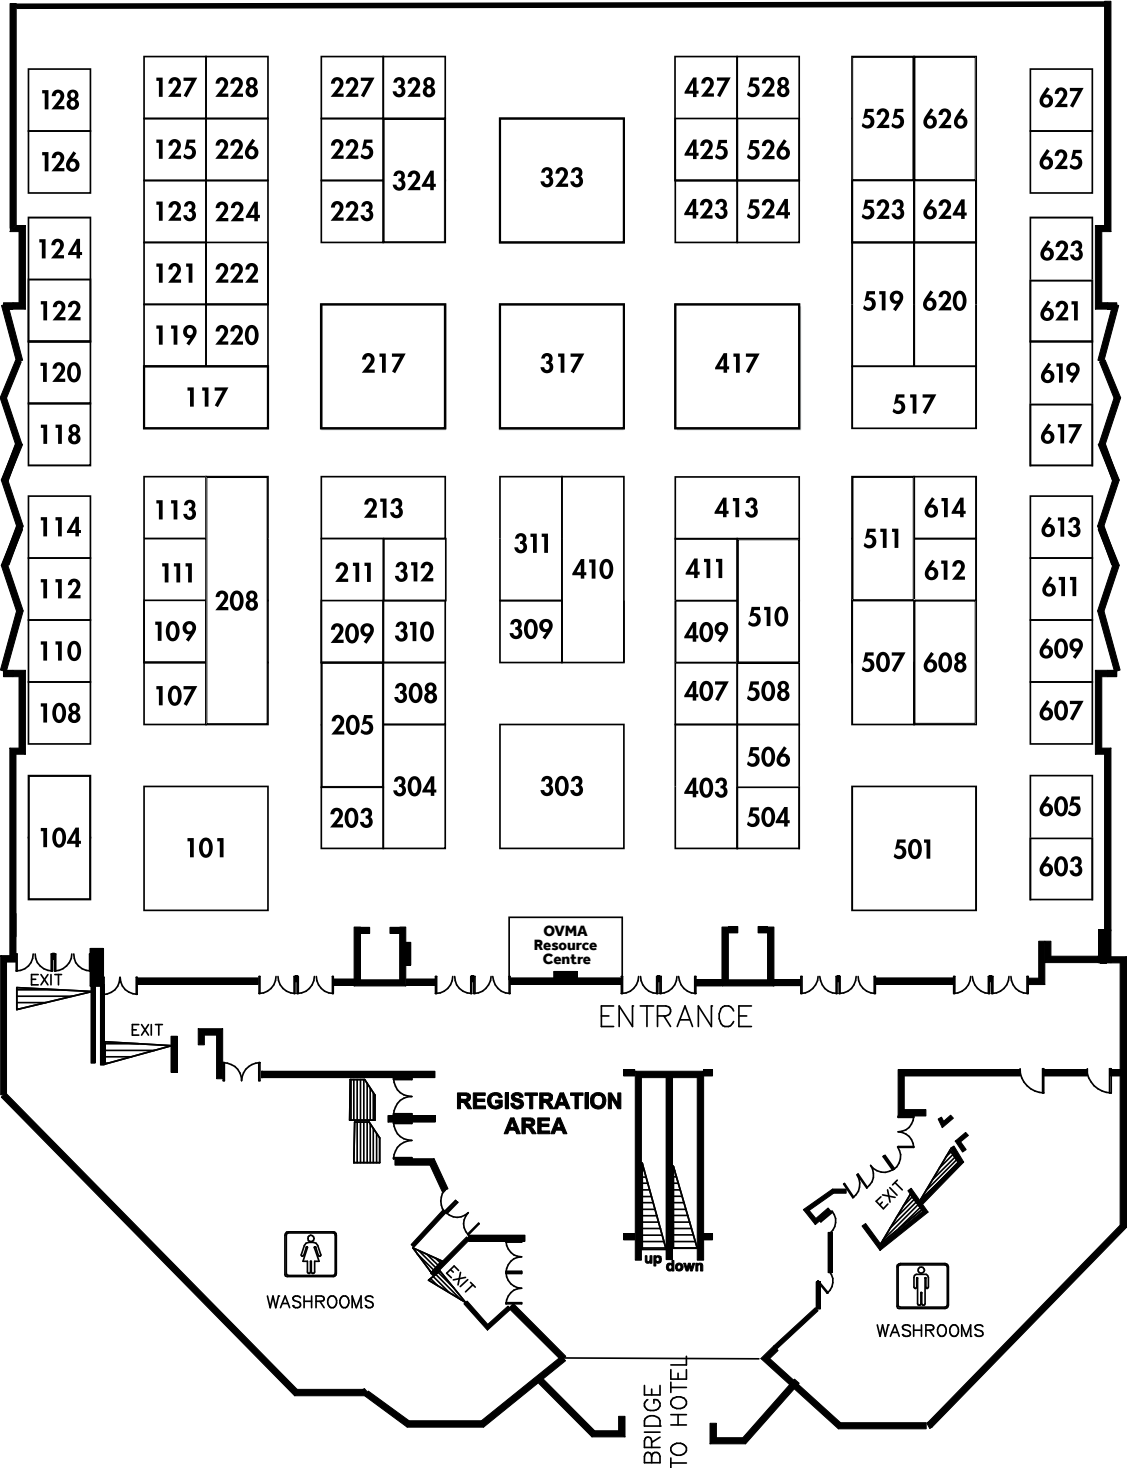 127 228 227 328 427 528
128 525 626 627
125 226 225 425 526
126 324 323 625
123 224 223 423 524 523 624
124 623
121 222
122 519 620 621
119 220
217 317 417
120 619
117 517
118 617
113 213 413 614
114 311 511 613
111 211 312 410 411 612
112 208 611
109 209 310 309 409 510
110 507 608 609
107 308 407 508
108 205 607
304 303 403 506
203 504 605
104 101 501
603
OVMA
Resource
Centre
EXIT
ENTRANCE
EXIT
REGISTRATION
AREA
EXIT
up down
EXIT
WASHROOMS
WASHROOMS
BRIDGE
TO HOTEL